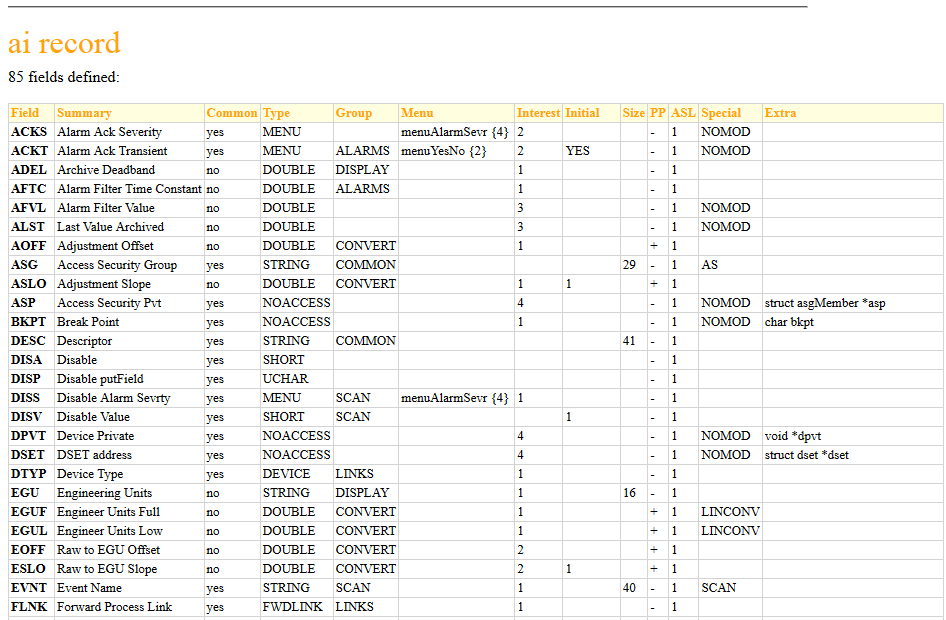 ai record
85 fields defined:
Field Summary Common Type Group Menu Interest Initial Size PP ASL Special Extra
ACKS Alarm Ack Severity yes MENU menuAlarmSevr {4} 2 - 1 NOMOD
ACKT Alarm Ack Transient yes MENU ALARMS menuYesNo {2} 2 YES - 1 NOMOD
ADEL Archive Deadband no DOUBLE DISPLAY 1 - 1
AFTC Alarm Filter Time Constant no DOUBLE ALARMS 1 - 1
AFVL Alarm Filter Value no DOUBLE 3 - 1 NOMOD
ALST Last Value Archived no DOUBLE 3 - 1 NOMOD
AOFF Adjustment Offset no DOUBLE CONVERT 1 + 1
ASG Access Security Group yes STRING COMMON 29 - 1 AS
ASLO Adjustment Slope no DOUBLE CONVERT 1 1 + 1
ASP Access Security Pvt yes NOACCESS 4 - 1 NOMOD struct asgMember *asp
BKPT Break Point yes NOACCESS 1 - 1 NOMOD char bkpt
DESC Descriptor yes STRING COMMON 41 - 1
DISA Disable yes SHORT - 1
DISP Disable putField yes UCHAR - 1
DISS Disable Alarm Sevrty yes MENU SCAN menuAlarmSevr {4} 1 - 1
DISV Disable Value yes SHORT SCAN 1 - 1
DPVT Device Private yes NOACCESS 4 - 1 NOMOD void *dpvt
DSET DSET address yes NOACCESS 4 - 1 NOMOD struct dset *dset
DTYP Device Type yes DEVICE LINKS 1 - 1
EGU Engineering Units no STRING DISPLAY 1 16 - 1
EGUF Engineer Units Full no DOUBLE CONVERT 1 + 1 LINCONV
EGUL Engineer Units Low no DOUBLE CONVERT 1 + 1 LINCONV
EOFF Raw to EGU Offset no DOUBLE CONVERT 2 + 1
ESLO Raw to EGU Slope no DOUBLE CONVERT 2 1 + 1
EVNT Event Name yes STRING SCAN 1 40 - 1 SCAN
FLNK Forward Process Link yes FWDLINK LINKS 1 - 1